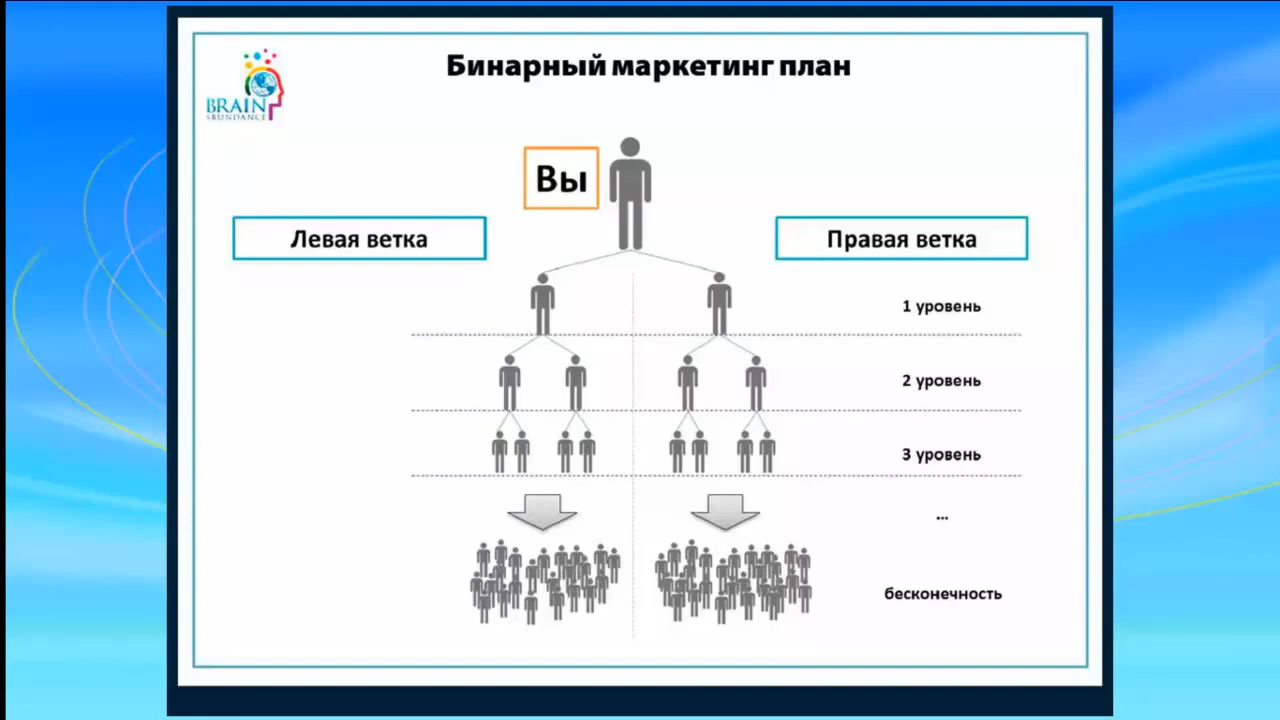 Бинарный маркетинг план
BRAIN
ABUNDANCE
Вы
Левая ветка
Правая ветка
1 уровень
2 уровень
3 уровень
...
бесконечность